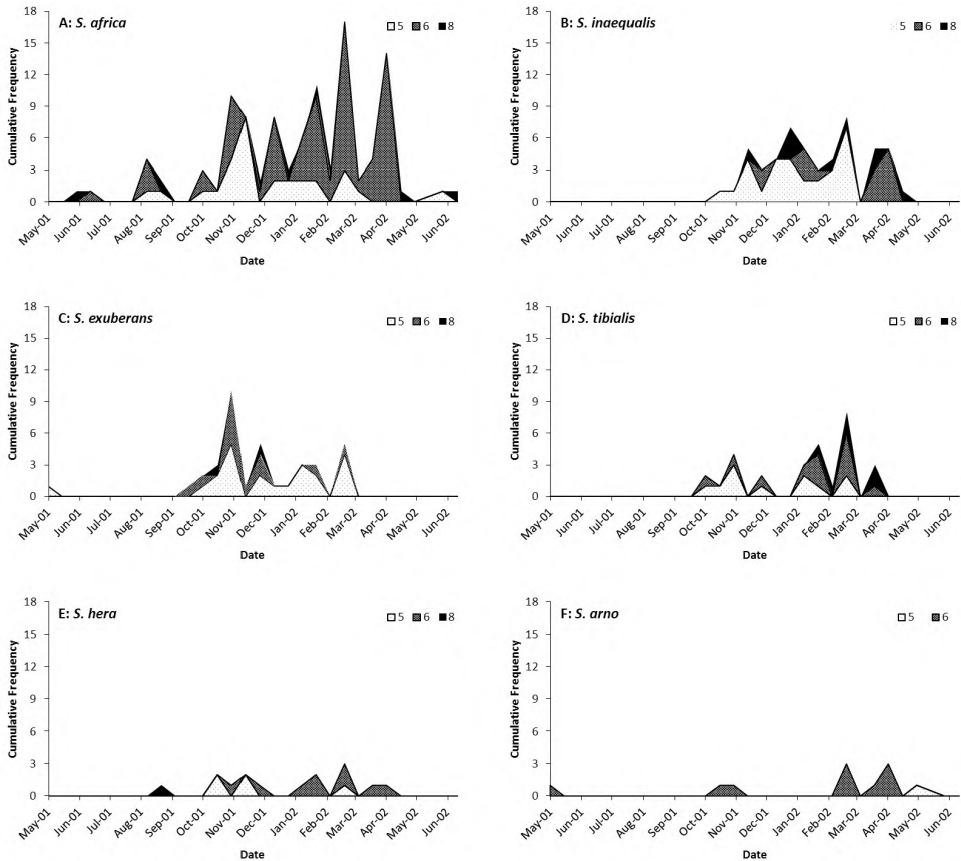 A: S. africa
5 6 8
Cumulative Frequency
18
15
12
9
6
3
0
May-01 Jun-01 Jul-01 Aug-01 Sep-01 Oct-01 Nov-01 Dec-01 Jan-02 Feb-02 Mar-02 Apr-02 May-02 Jun-02
Date
B: S. inaequalis
5 6 8
Cumulative Frequency
18
15
12
9
6
3
0
May-01 Jun-01 Jul-01 Aug-01 Sep-01 Oct-01 Nov-01 Dec-01 Jan-02 Feb-02 Mar-02 Apr-02 May-02 Jun-02
Date
C: S. exuberans
5 6 8
Cumulative Frequency
18
15
12
9
6
3
0
May-01 Jun-01 Jul-01 Aug-01 Sep-01 Oct-01 Nov-01 Dec-01 Jan-02 Feb-02 Mar-02 Apr-02 May-02 Jun-02
Date
D: S. tibialis
5 6 8
Cumulative Frequency
18
15
12
9
6
3
0
May-01 Jun-01 Jul-01 Aug-01 Sep-01 Oct-01 Nov-01 Dec-01 Jan-02 Feb-02 Mar-02 Apr-02 May-02 Jun-02
Date
E: S. hera
5 6 8
Cumulative Frequency
18
15
12
9
6
3
0
May-01 Jun-01 Jul-01 Aug-01 Sep-01 Oct-01 Nov-01 Dec-01 Jan-02 Feb-02 Mar-02 Apr-02 May-02 Jun-02
Date
F: S. arno
5 6
Cumulative Frequency
18
15
12
9
6
3
0
May-01 Jun-01 Jul-01 Aug-01 Sep-01 Oct-01 Nov-01 Dec-01 Jan-02 Feb-02 Mar-02 Apr-02 May-02 Jun-02
Date